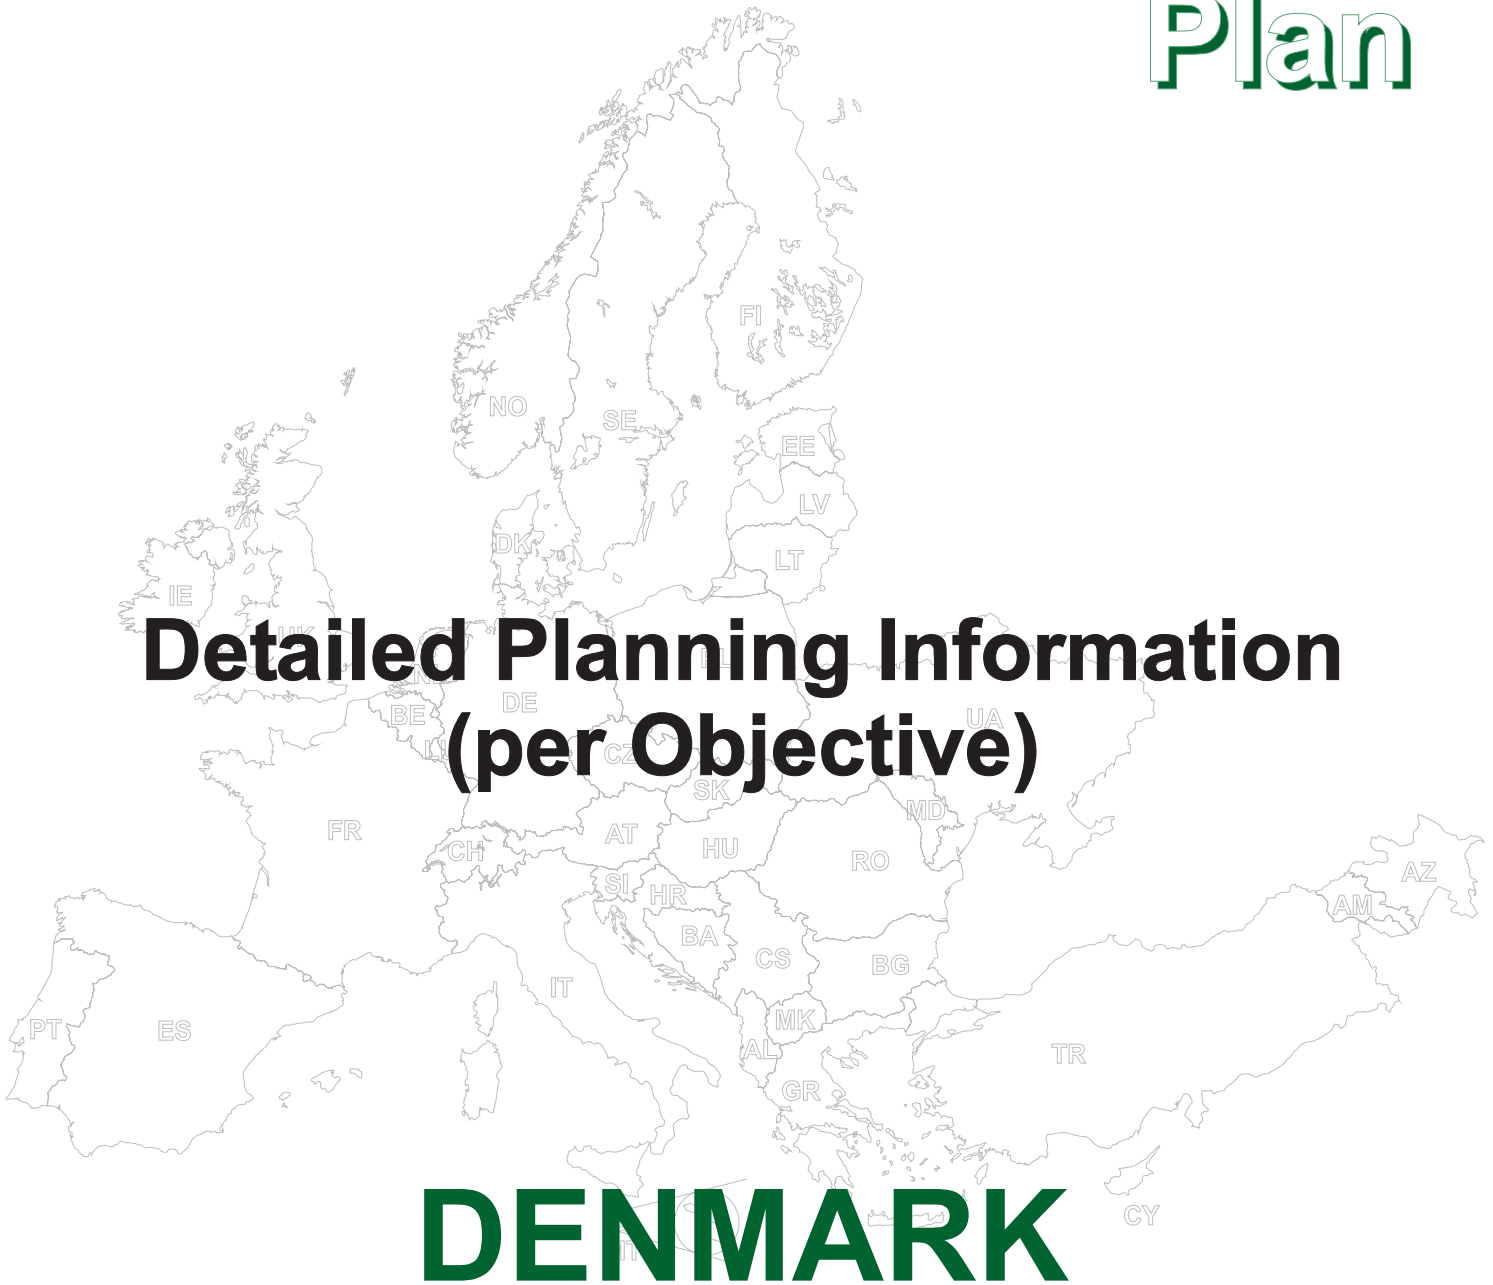 Plan
FI
NO
SE
EE
LV
DK
LT
IE
UK
Detailed Planning Information
PL
BE
DE
UA
(per Objective)
CZ
SK
MD
FR
AT
CH
HU
RO
AZ
SI
HR
AM
BA
CS
BG
IT
PT
ES
MK
AL
TR
GR
CY
DENMARK